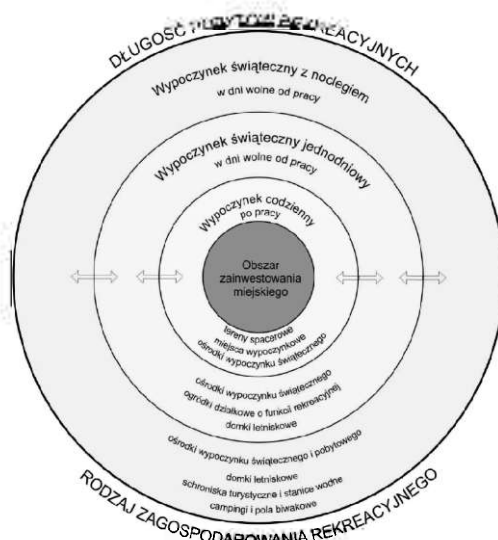 DŁUGOŚĆ POBYTÓW REKREACYJNYCH
Wypoczynek świąteczny z noclegiem
w dni wolne od pracy
Wypoczynek świąteczny jednodniowy
w dni wolne od pracy
Wypoczynek codzienny
po pracy
Obszar
zainwestowania
miejskiego
tereny spacerowe
miejsca wypoczynkowe
ośrodki wypoczynku świątecznego
ośrodki wypoczynku świątecznego
ogródki działkowe o funkcji rekreacyjnej
domki letniskowe
ośrodki wypoczynku świątecznego i pobytowego
domki letniskowe
schroniska turystyczne i stanice wodne
campingi i pola biwakowe
RODZAJ ZAGOSPODAROWANIA REKREACYJNEGO